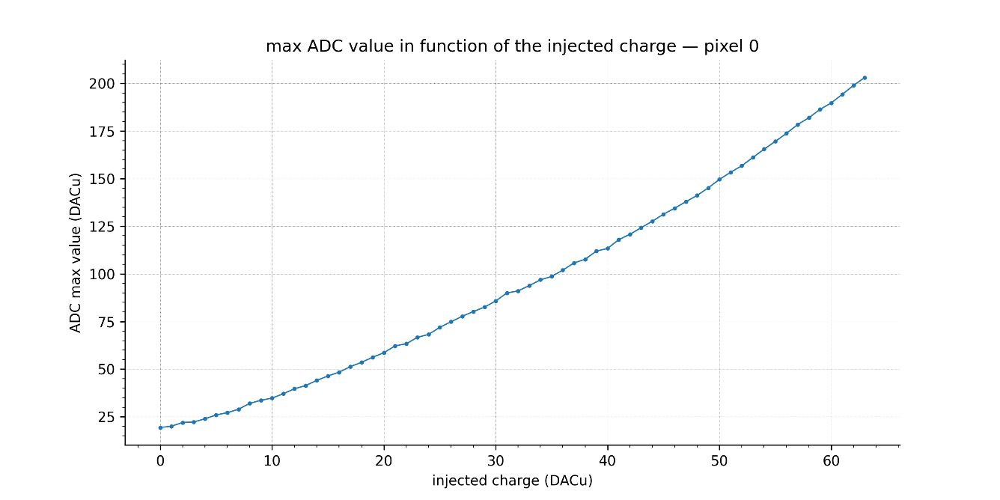 max ADC value in function of the injected charge — pixel 0
200
175
150
125
100
75
50
25
ADC max value (DACu)
0 10 20 30 40 50 60
injected charge (DACu)